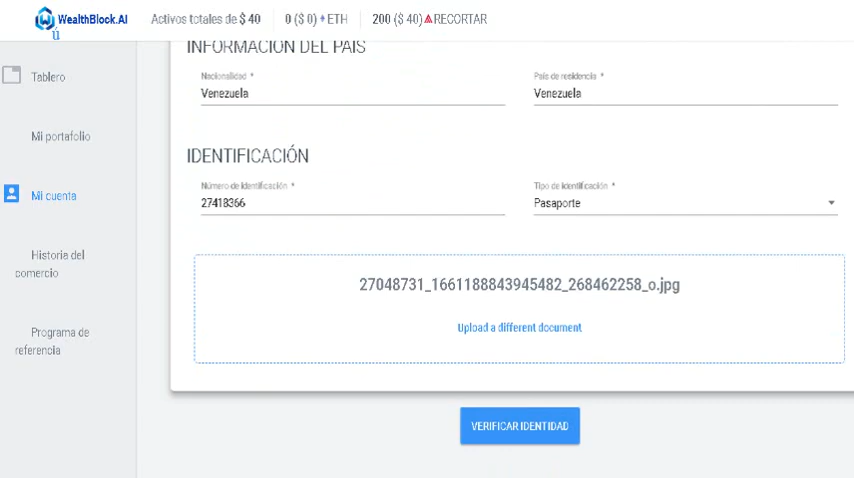 WealthBlock.AI Activos totales de $ 40 0 ($ 0) ETH 200 ($ 40) RECORTAR
ú
INFORMACIÓN DEL PAÍS
Tablero
Nacionalidad * País de residencia *
Venezuela Venezuela
Mi portafolio
IDENTIFICACIÓN
Número de identificación * Tipo de identificación *
Mi cuenta
27418366 Pasaporte
Historia del
comercio
27048731_1661188843945482_268462258_o.jpg
Upload a different document
Programa de
referencia
VERIFICAR IDENTIDAD